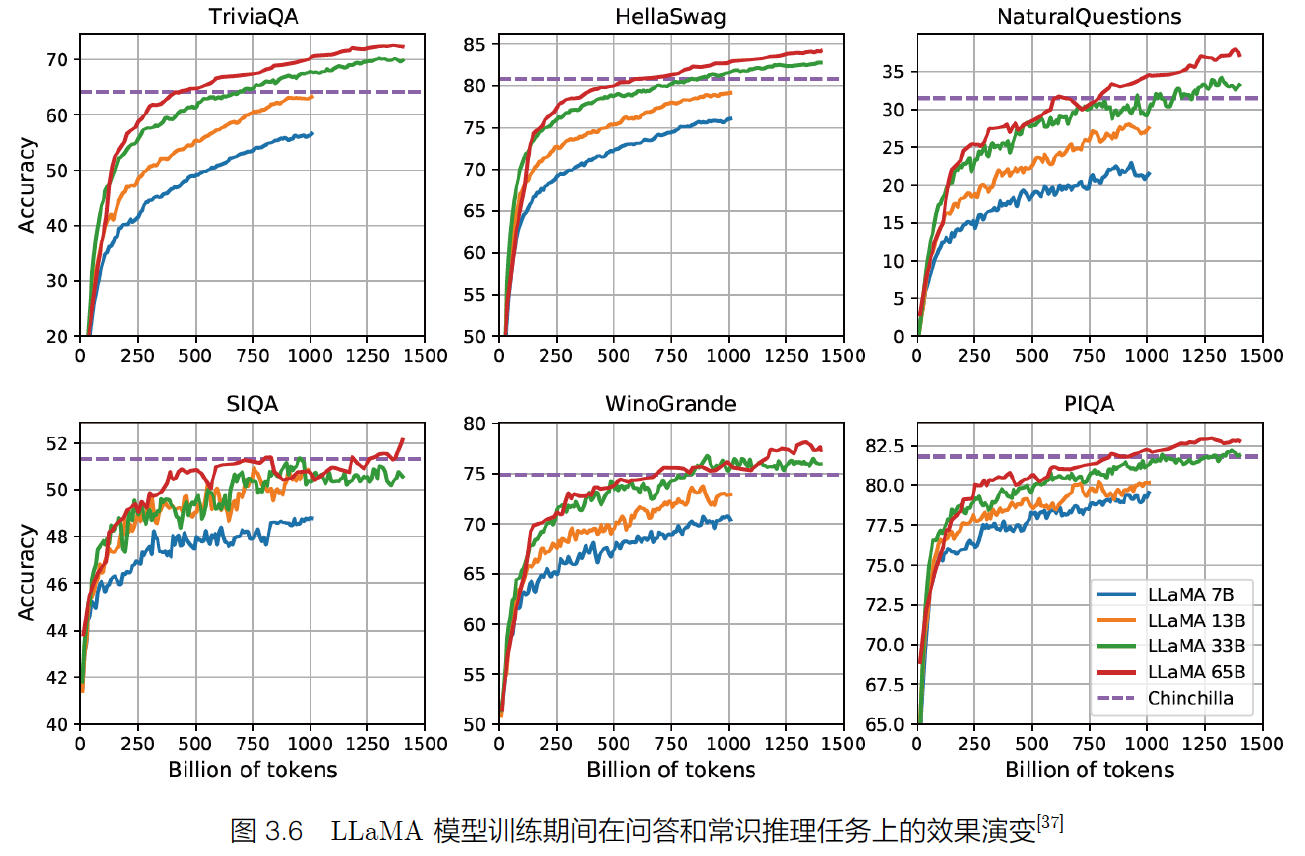 TriviaQA
HellaSwag
NaturalQuestions
Accuracy
70
60
50
40
30
20
0 250 500 750 1000 1250 1500
85
80
75
70
65
60
55
50
0 250 500 750 1000 1250 1500
35
30
25
20
15
10
5
0
0 250 500 750 1000 1250 1500
SIQA
WinoGrande
PIQA
Accuracy
52
50
48
46
44
42
40
0 250 500 750 1000 1250 1500
Billion of tokens
80
75
70
65
60
55
50
0 250 500 750 1000 1250 1500
Billion of tokens
82.5
80.0
77.5
75.0
72.5
70.0
67.5
65.0
0 250 500 750 1000 1250 1500
Billion of tokens
LLaMA 7B
LLaMA 13B
LLaMA 33B
LLaMA 65B
Chinchilla
图 3.6 LLaMA 模型训练期间在问答和常识推理任务上的效果演变[37]